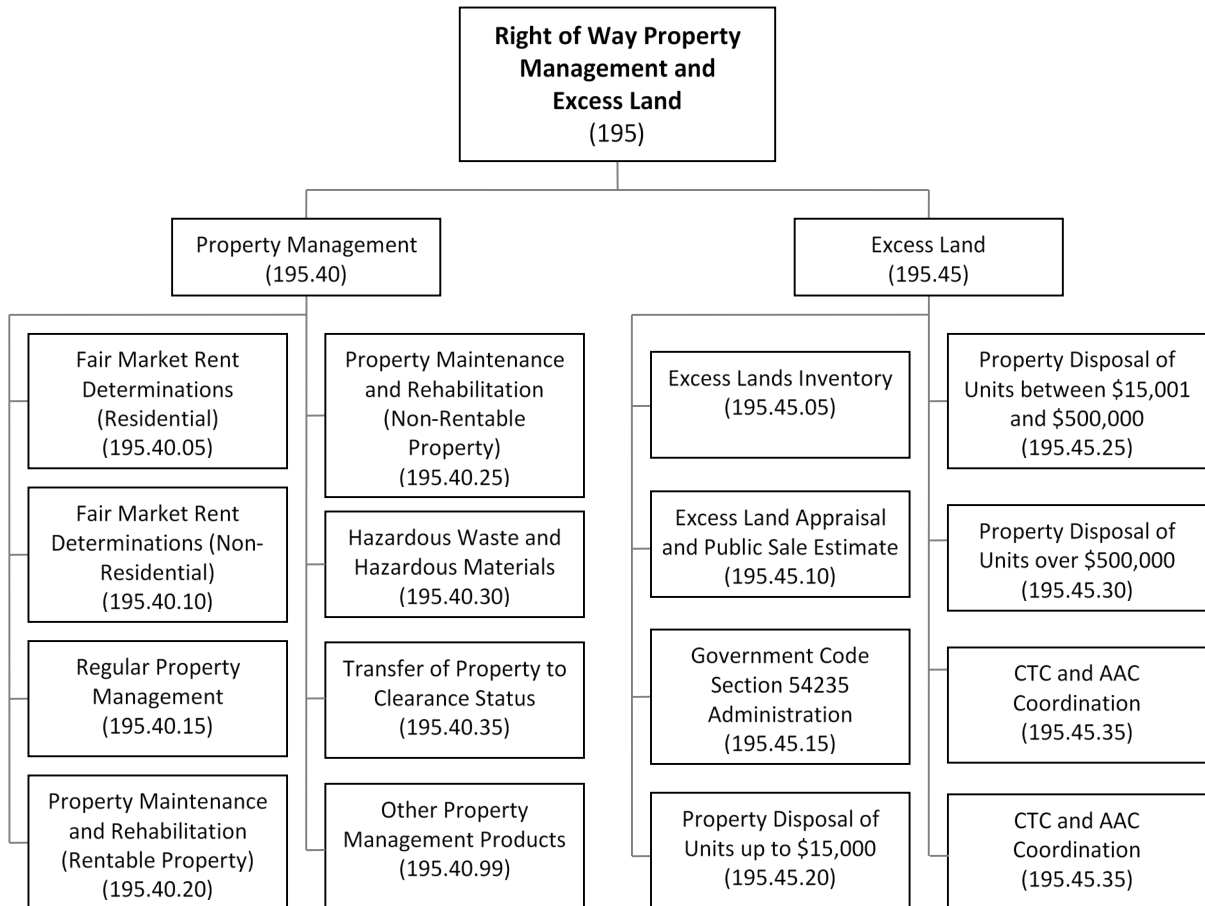 Right of Way Property
Management and
Excess Land
(195)
Property Management
(195.40)
Excess Land
(195.45)
Fair Market Rent
Determinations
(Residential)
(195.40.05)
Fair Market Rent
Determinations (Non-
Residential)
(195.40.10)
Regular Property
Management
(195.40.15)
Property Maintenance
and Rehabilitation
(Rentable Property)
(195.40.20)
Property Maintenance
and Rehabilitation
(Non-Rentable
Property)
(195.40.25)
Hazardous Waste and
Hazardous Materials
(195.40.30)
Transfer of Property to
Clearance Status
(195.40.35)
Other Property
Management Products
(195.40.99)
Excess Lands Inventory
(195.45.05)
Excess Land Appraisal
and Public Sale Estimate
(195.45.10)
Government Code
Section 54235
Administration
(195.45.15)
Property Disposal of
Units up to $15,000
(195.45.20)
Property Disposal of
Units between $15,001
and $500,000
(195.45.25)
Property Disposal of
Units over $500,000
(195.45.30)
CTC and AAC
Coordination
(195.45.35)
CTC and AAC
Coordination
(195.45.35)